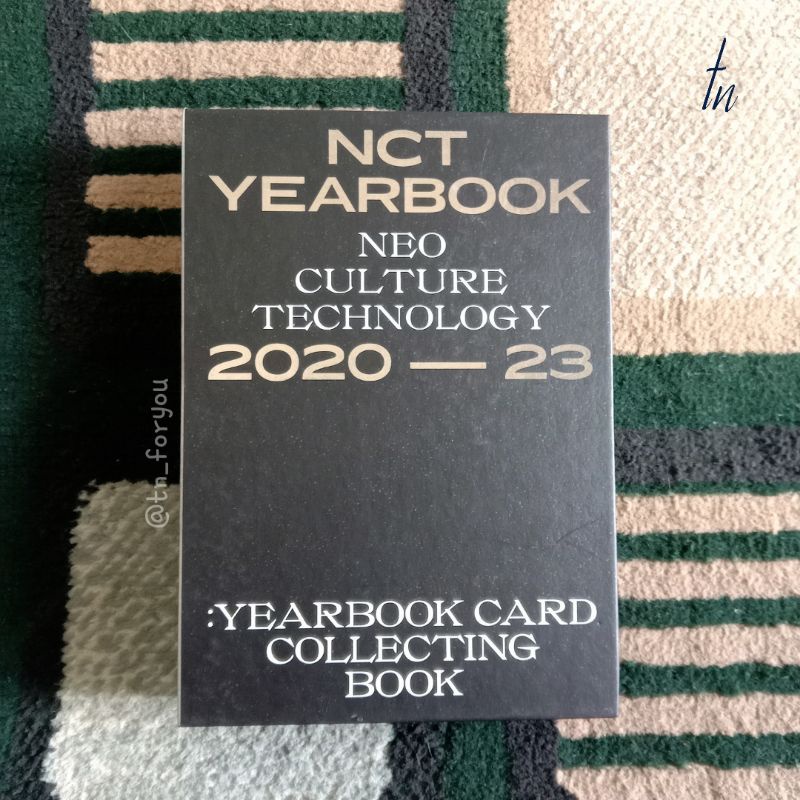 tn
NCT
YEARBOOK
NEO
CULTURE
TECHNOLOGY
2020 — 23
@tn_foryou
:YEARBOOK CARD
COLLECTING
BOOK